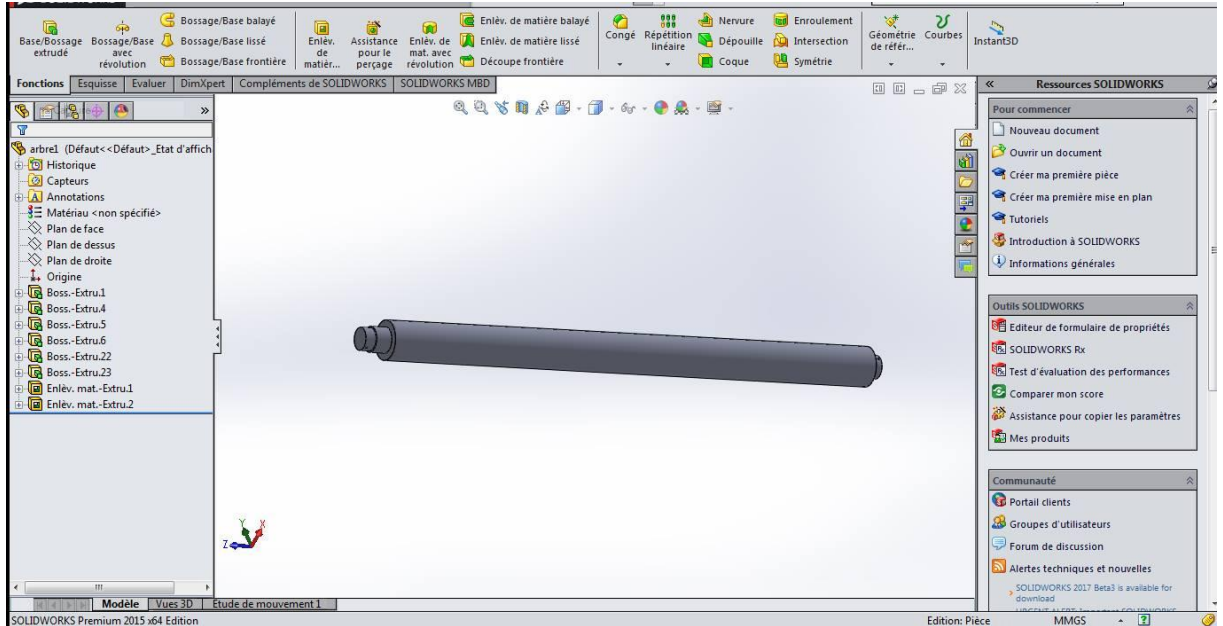 Base/Bossage
extrudé
Bossage/Base
avec
révolution
Bossage/Base balayé
Bossage/Base lissé
Bossage/Base frontière
Enlèv.
de
matièr...
Assistance
pour le
perçage
Enlèv. de
mat. avec
révolution
Enlèv. de matière balayé
Enlèv. de matière lissé
Découpe frontière
Congé
Répétition
linéaire
Nervure
Dépouille
Coque
Enroulement
Intersection
Symétrie
Géométrie
de référ...
Courbes
Instant3D
Fonctions Esquisse Evaluer DimXpert Compléments de SOLIDWORKS SOLIDWORKS MBD
arbre1 (Défaut<<Défaut>_Etat d'affich
Historique
Capteurs
Annotations
Matériau <non spécifié>
Plan de face
Plan de dessus
Plan de droite
Origine
Boss.-Extru.1
Boss.-Extru.4
Boss.-Extru.5
Boss.-Extru.6
Boss.-Extru.22
Boss.-Extru.23
Enlèv. mat.-Extru.1
Enlèv. mat.-Extru.2
Y X
Z
Ressources SOLIDWORKS
Pour commencer
Nouveau document
Ouvrir un document
Créer ma première pièce
Créer ma première mise en plan
Tutoriels
Introduction à SOLIDWORKS
Informations générales
Outils SOLIDWORKS
Editeur de formulaire de propriétés
SOLIDWORKS Rx
Test d'évaluation des performances
Comparer mon score
Assistance pour copier les paramètres
Mes produits
Communauté
Portail clients
Groupes d'utilisateurs
Forum de discussion
Alertes techniques et nouvelles
SOLIDWORKS 2017 Beta3 is available for
download
Modèle Vues 3D Etude de mouvement 1
SOLIDWORKS Premium 2015 x64 Edition
Edition: Pièce MMGS